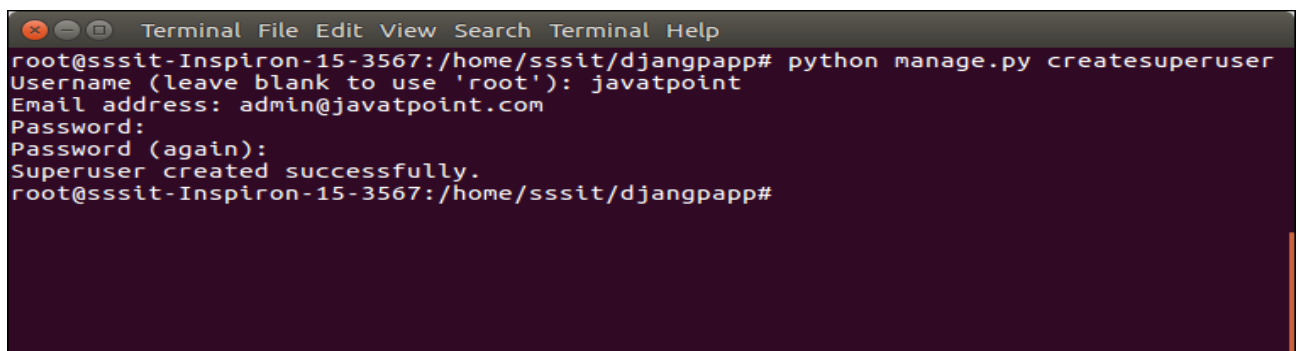 Terminal File Edit View Search Terminal Help
root@sssit-Inspiron-15-3567:/home/sssit/djangpapp# python manage.py createsuperuser
Username (leave blank to use 'root'): javatpoint
Email address: admin@javatpoint.com
Password:
Password (again):
Superuser created successfully.
root@sssit-Inspiron-15-3567:/home/sssit/djangpapp#